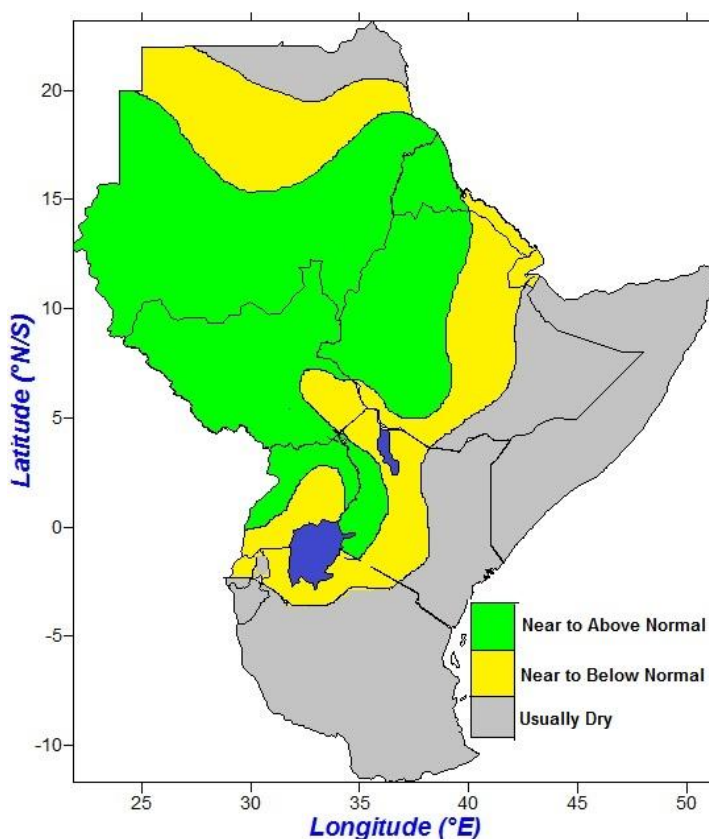 20
15
10
5
0
-5
-10
Latitude (°N/S)
Near to Above Normal
Near to Below Normal
Usually Dry
25
30
35
40
45
50
Longitude (°E)